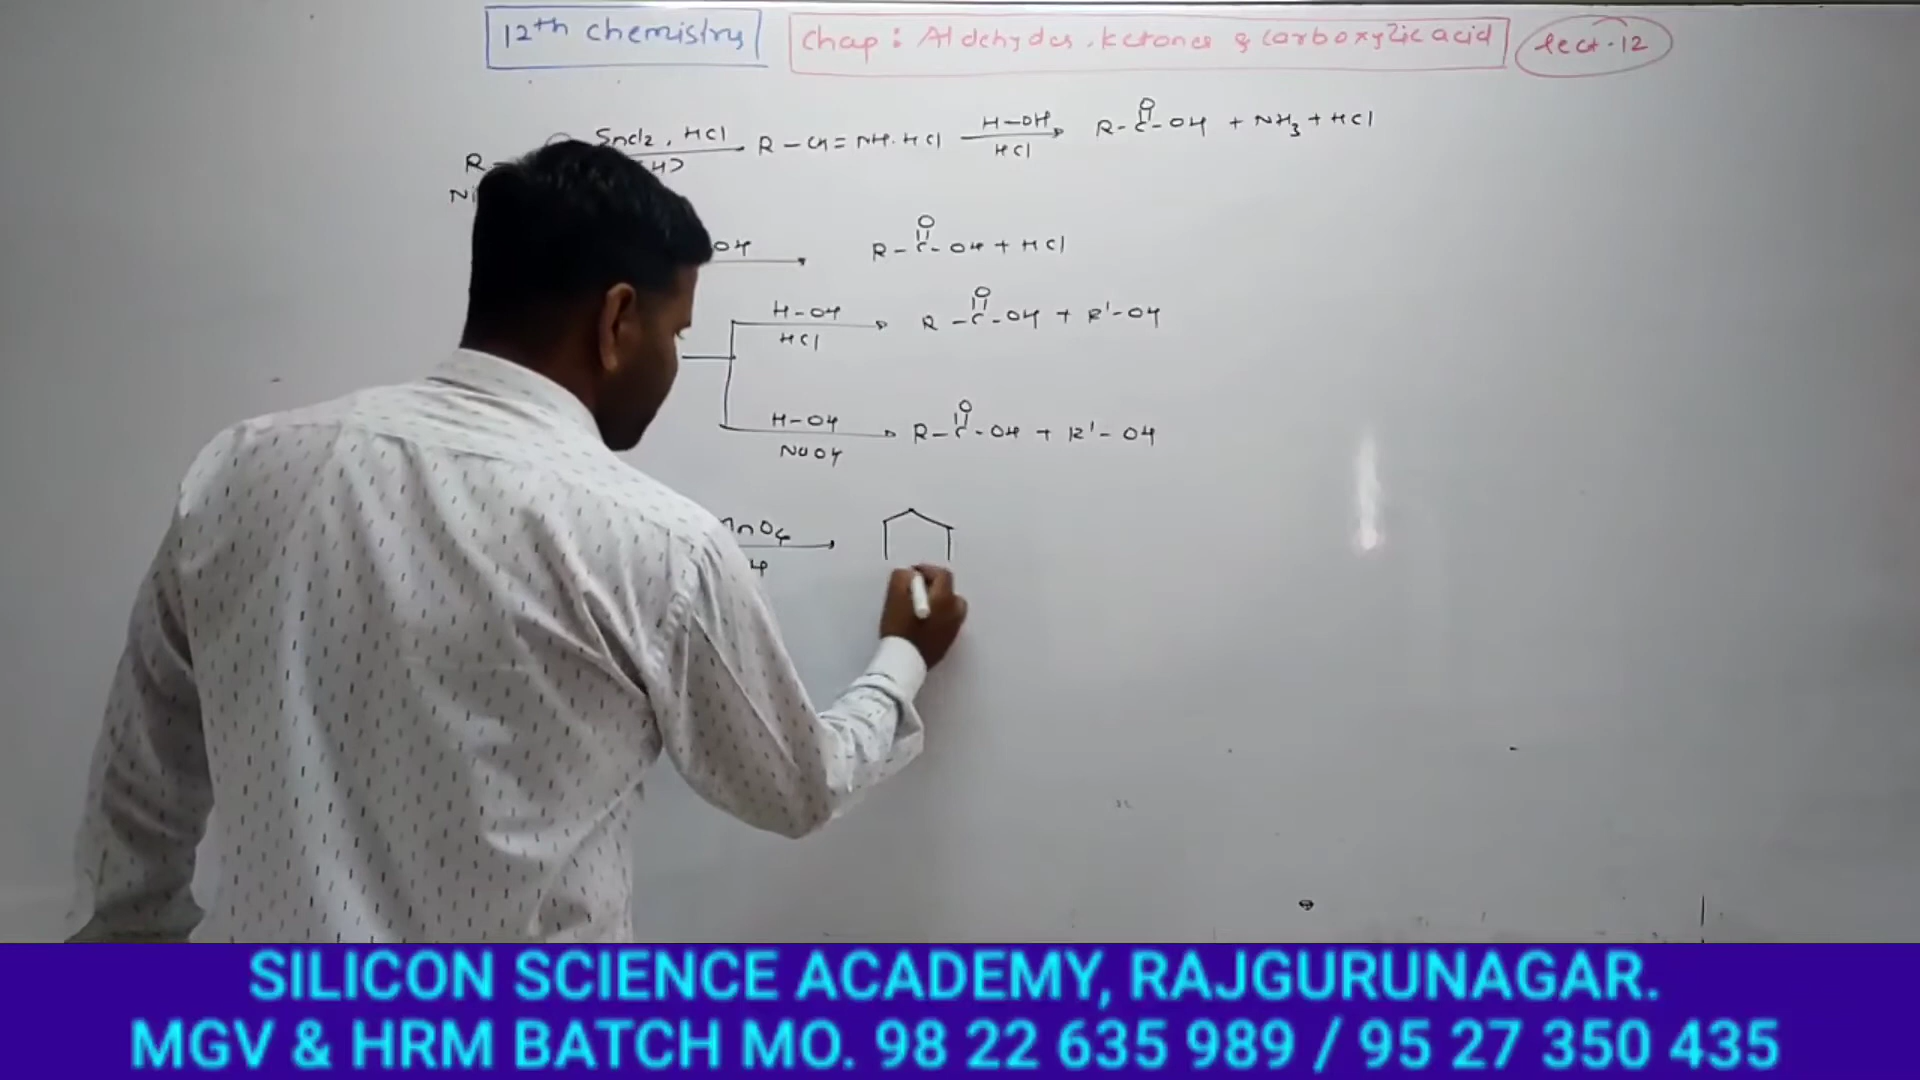 12th chemistry
Chap: Aldehydes, ketones & carboxylic acid
lect-12
SnCl2, HCl
R - CH = NH.HCl
H-OH
HCl
O
R-C-OH + NH3 + HCl
R-
Ni
O
R-C-OH + HCl
H-OH
HCl
O
R-C-OH + R'-OH
H-OH
NaOH
O
R-C-OH + R'-OH
MnO4
SILICON SCIENCE ACADEMY, RAJGURUNAGAR.
MGV & HRM BATCH MO. 98 22 635 989 / 95 27 350 435